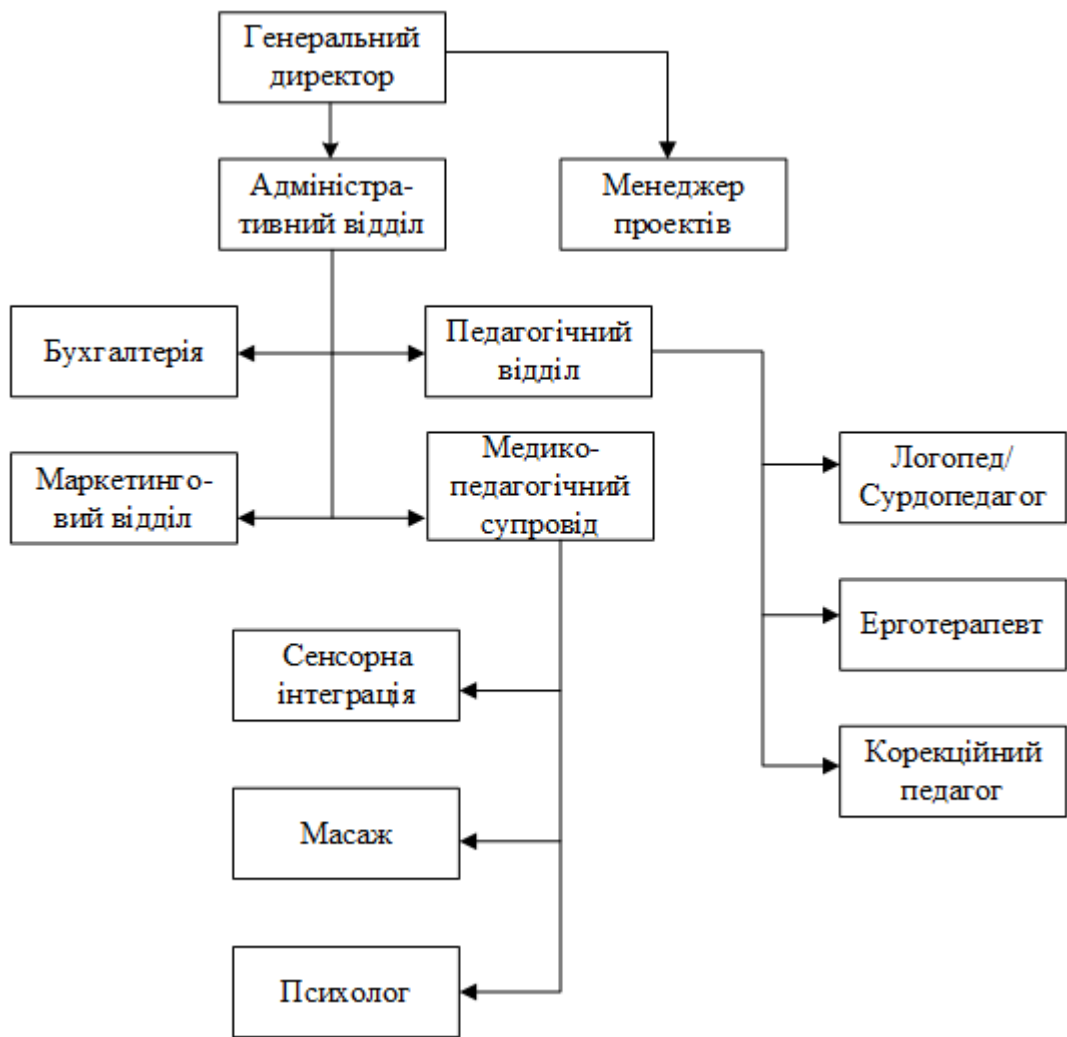 Генеральний
директор
Адміністра-
тивний відділ
Менеджер
проектів
Бухгалтерія
Педагогічний
відділ
Маркетинго-
вий відділ
Медико-
педагогічний
супровід
Логопед/
Сурдопедагог
Ерготерапевт
Корекційний
педагог
Сенсорна
інтеграція
Масаж
Психолог